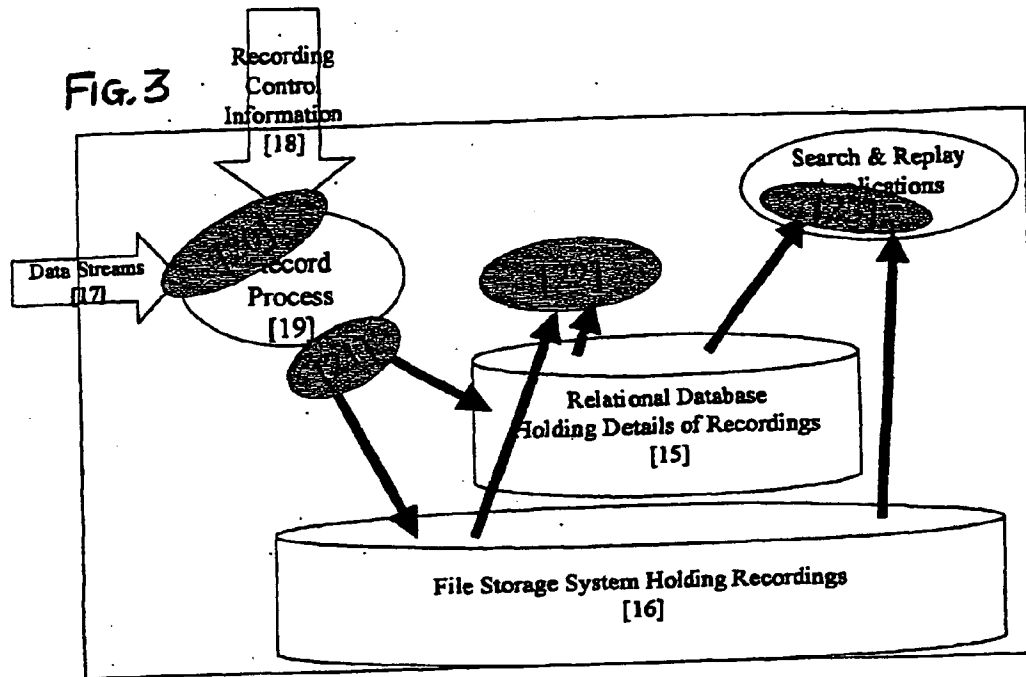 FIG. 3
Recording
Control
Information
[18]
Search & Replay
Data Streams
[17]
Process
[19]
Relational Database
Holding Details of Recordings
[15]
File Storage System Holding Recordings
[16]